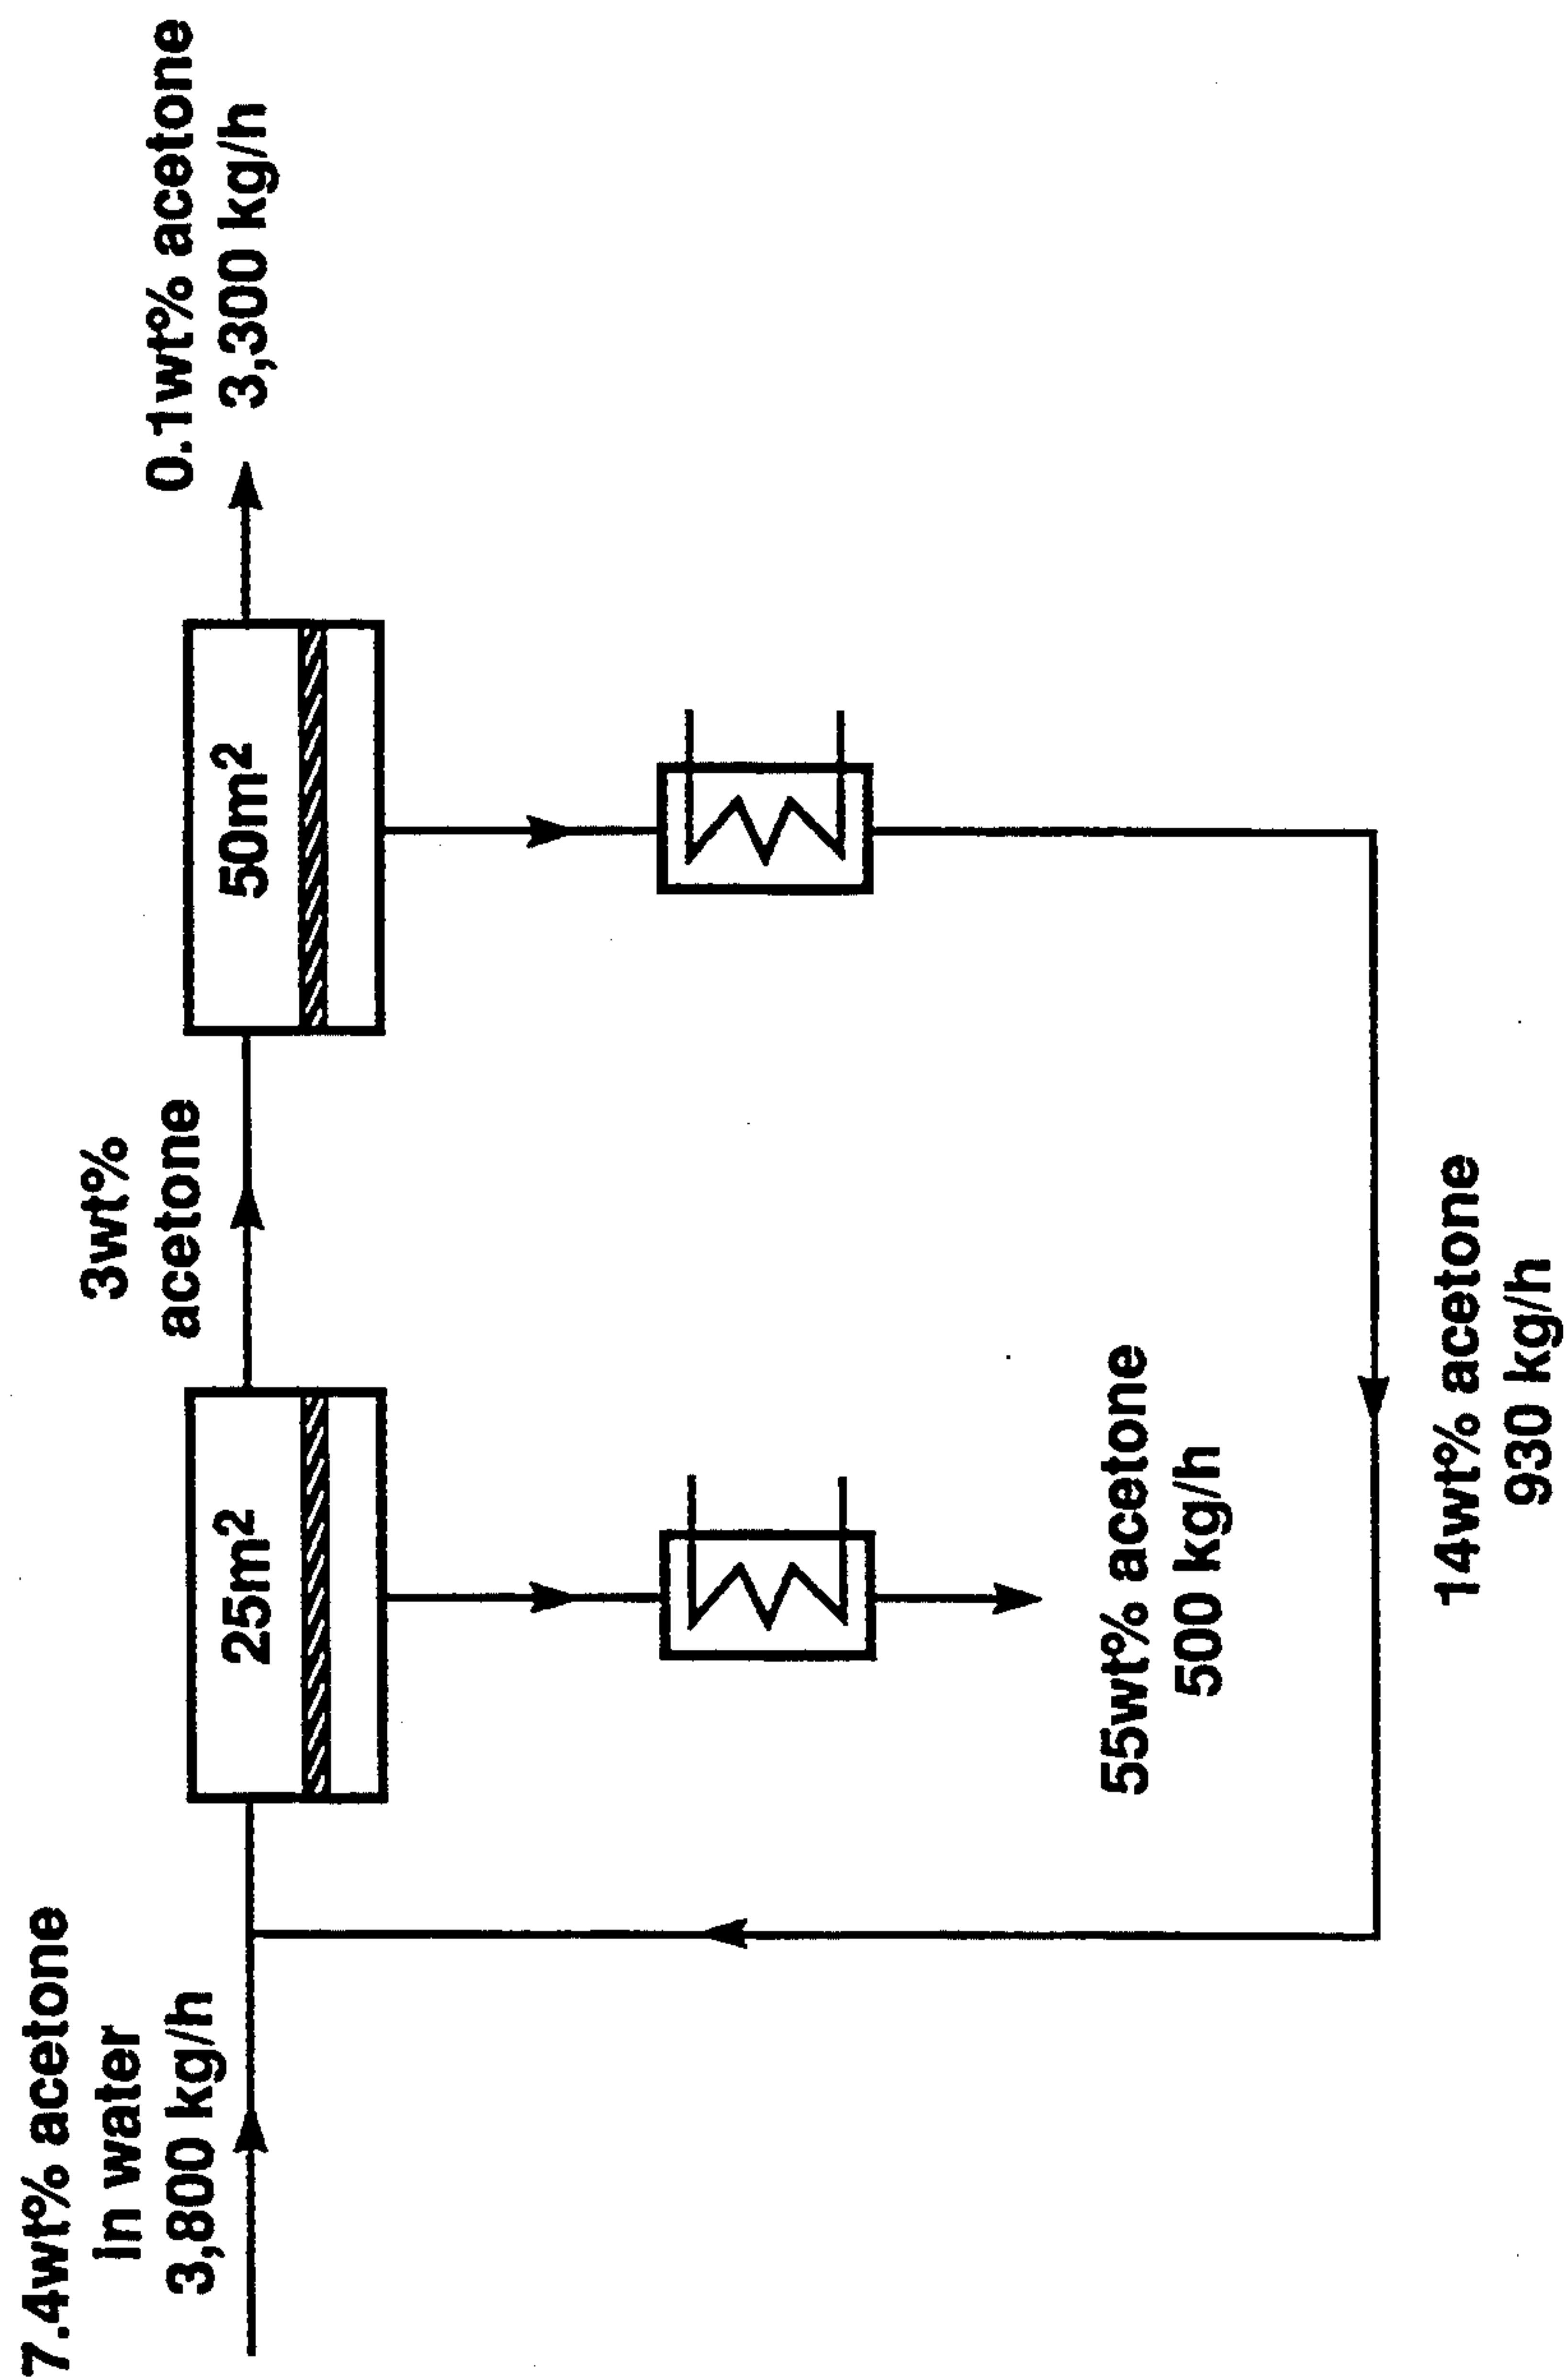 7.4wt% acetone
in water
3,800 kg/h
25m²
3wt%
acetone
50m²
0.1wt% acetone
3,300 kg/h
55wt% acetone
500 kg/h
14wt% acetone
930 kg/h